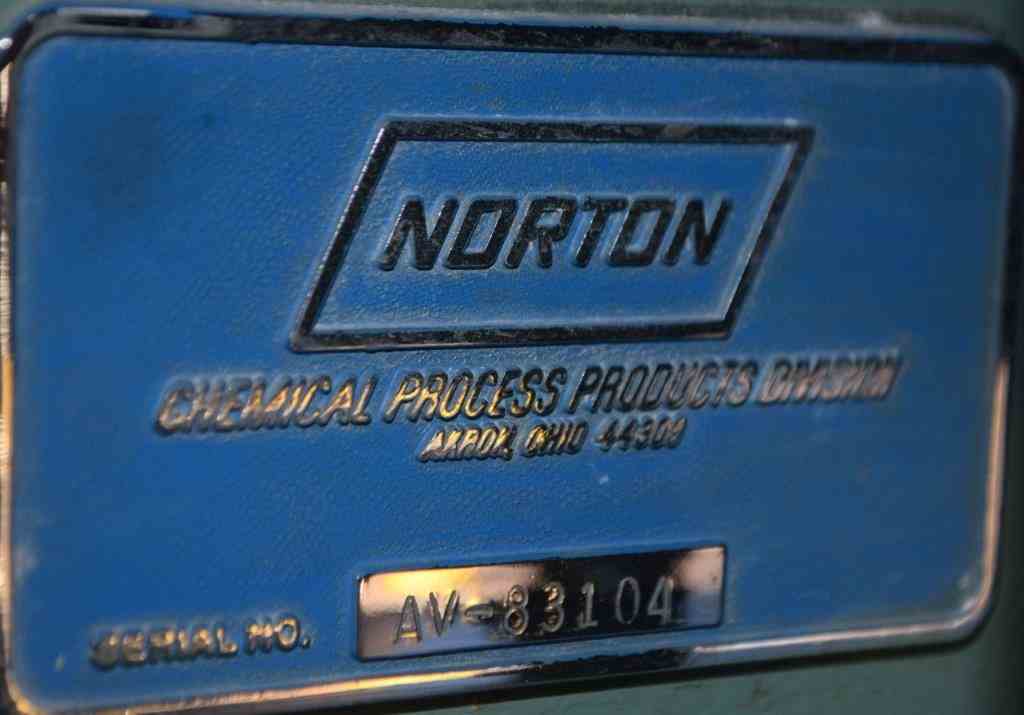 NORTON
CHEMICAL PROCESS PRODUCTS DIVISION
AKRON, OHIO 44309
SERIAL NO. AV-83104